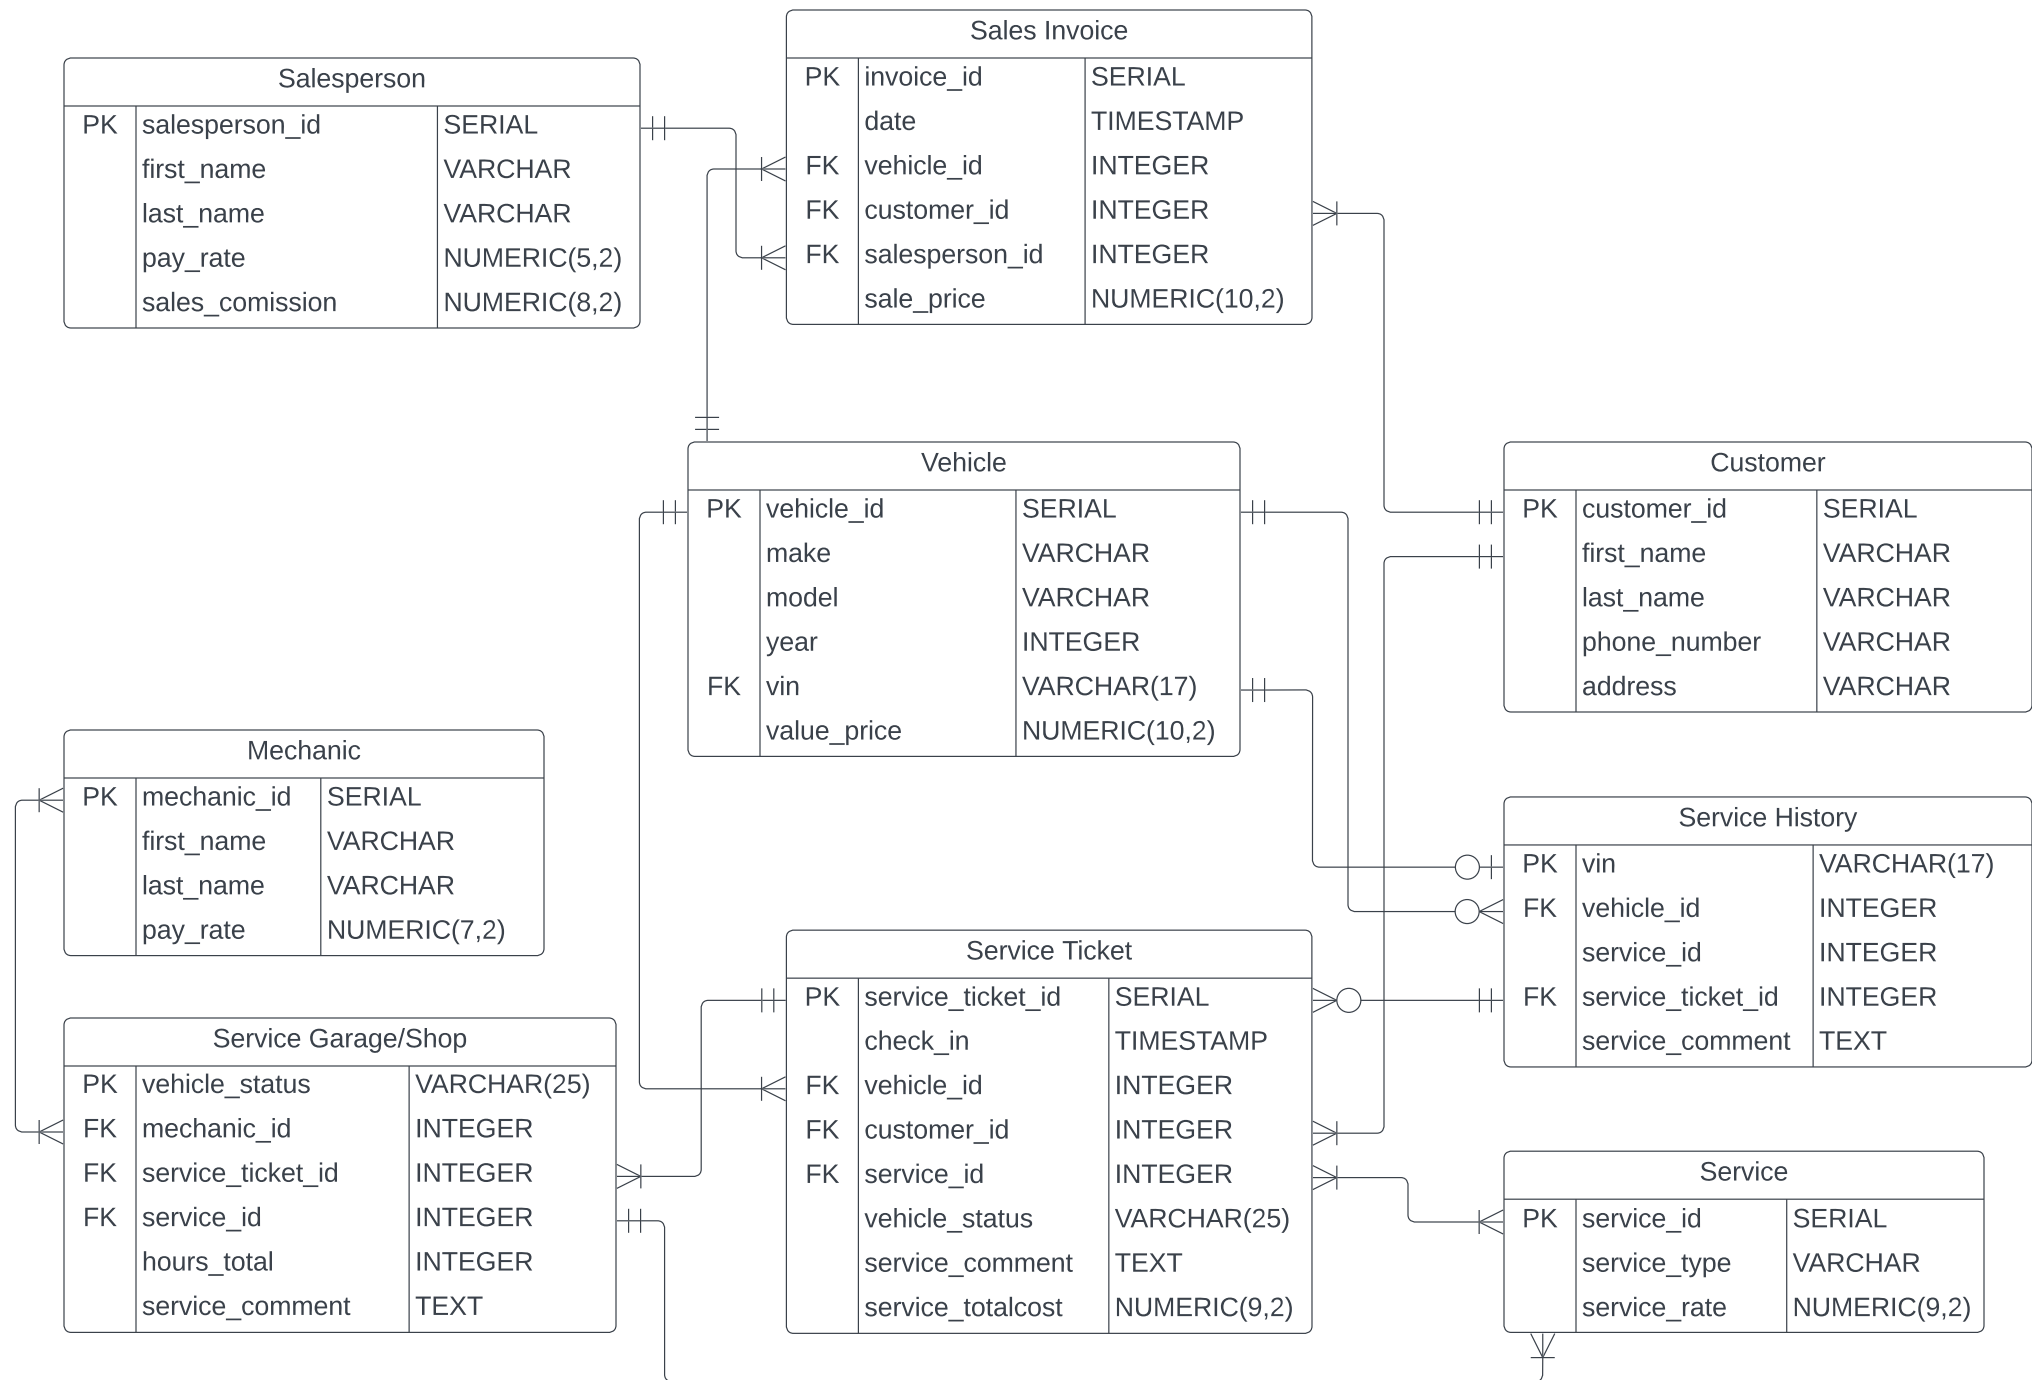 Sales Invoice
PK invoice_id SERIAL
date TIMESTAMP
FK vehicle_id INTEGER
FK customer_id INTEGER
FK salesperson_id INTEGER
sale_price NUMERIC(10,2)
Salesperson
PK salesperson_id SERIAL
first_name VARCHAR
last_name VARCHAR
pay_rate NUMERIC(5,2)
sales_comission NUMERIC(8,2)
Vehicle
PK vehicle_id SERIAL
make VARCHAR
model VARCHAR
year INTEGER
FK vin VARCHAR(17)
value_price NUMERIC(10,2)
Customer
PK customer_id SERIAL
first_name VARCHAR
last_name VARCHAR
phone_number VARCHAR
address VARCHAR
Mechanic
PK mechanic_id SERIAL
first_name VARCHAR
last_name VARCHAR
pay_rate NUMERIC(7,2)
Service History
PK vin VARCHAR(17)
FK vehicle_id INTEGER
service_id INTEGER
FK service_ticket_id INTEGER
service_comment TEXT
Service Ticket
PK service_ticket_id SERIAL
check_in TIMESTAMP
FK vehicle_id INTEGER
FK customer_id INTEGER
FK service_id INTEGER
vehicle_status VARCHAR(25)
service_comment TEXT
service_totalcost NUMERIC(9,2)
Service Garage/Shop
PK vehicle_status VARCHAR(25)
FK mechanic_id INTEGER
FK service_ticket_id INTEGER
FK service_id INTEGER
hours_total INTEGER
service_comment TEXT
Service
PK service_id SERIAL
service_type VARCHAR
service_rate NUMERIC(9,2)